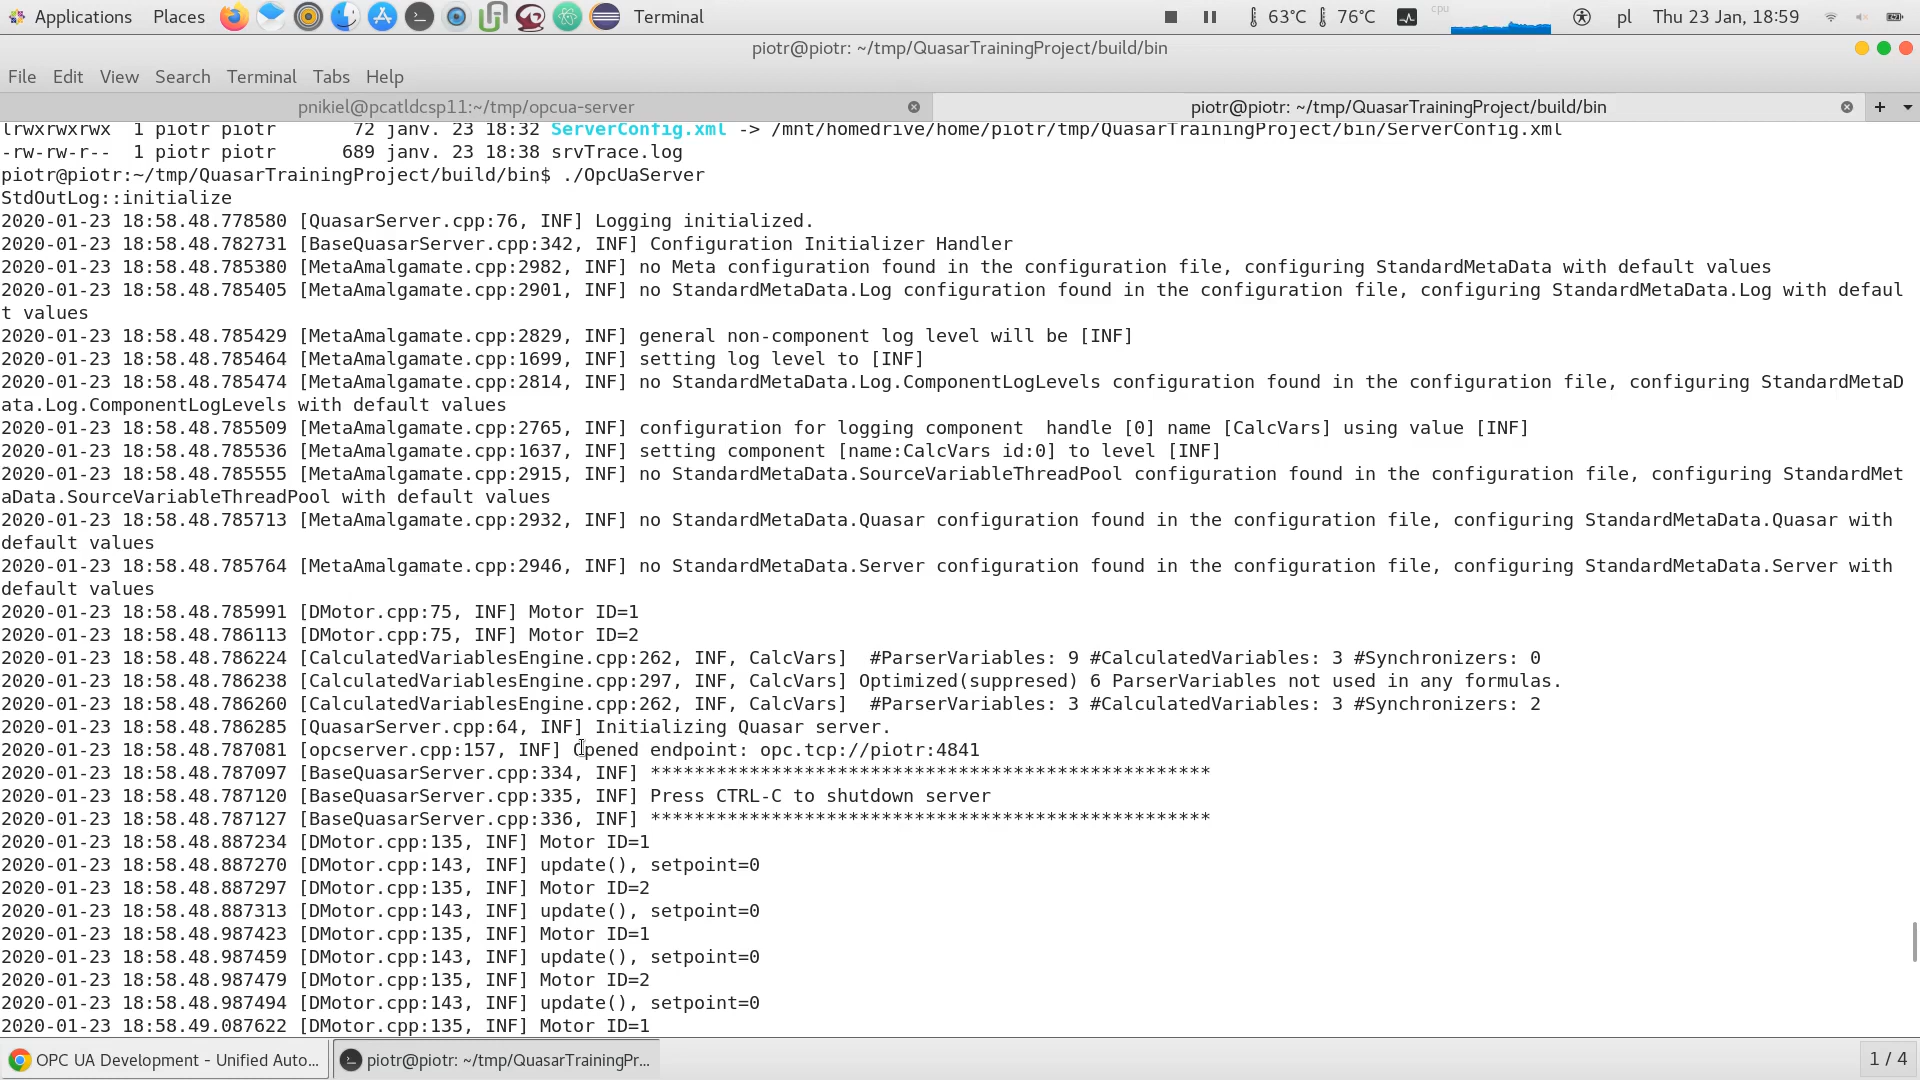 Applications Places Terminal 63°C 76°C cpu pl Thu 23 Jan, 18:59
piotr@piotr: ~/tmp/QuasarTrainingProject/build/bin
File Edit View Search Terminal Tabs Help
pnikiel@pcatldcsp11:~/tmp/opcua-server piotr@piotr: ~/tmp/QuasarTrainingProject/build/bin
lrwxrwxrwx 1 piotr piotr 72 janv. 23 18:32 ServerConfig.xml -> /mnt/homedrive/home/piotr/tmp/QuasarTrainingProject/bin/ServerConfig.xml
-rw-rw-r-- 1 piotr piotr 689 janv. 23 18:38 srvTrace.log
piotr@piotr:~/tmp/QuasarTrainingProject/build/bin$ ./OpcUaServer
StdOutLog::initialize
2020-01-23 18:58.48.778580 [QuasarServer.cpp:76, INF] Logging initialized.
2020-01-23 18:58.48.782731 [BaseQuasarServer.cpp:342, INF] Configuration Initializer Handler
2020-01-23 18:58.48.785380 [MetaAmalgamate.cpp:2982, INF] no Meta configuration found in the configuration file, configuring StandardMetaData with default values
2020-01-23 18:58.48.785405 [MetaAmalgamate.cpp:2901, INF] no StandardMetaData.Log configuration found in the configuration file, configuring StandardMetaData.Log with defaul
t values
2020-01-23 18:58.48.785429 [MetaAmalgamate.cpp:2829, INF] general non-component log level will be [INF]
2020-01-23 18:58.48.785464 [MetaAmalgamate.cpp:1699, INF] setting log level to [INF]
2020-01-23 18:58.48.785474 [MetaAmalgamate.cpp:2814, INF] no StandardMetaData.Log.ComponentLogLevels configuration found in the configuration file, configuring StandardMetaD
ata.Log.ComponentLogLevels with default values
2020-01-23 18:58.48.785509 [MetaAmalgamate.cpp:2765, INF] configuration for logging component  handle [0] name [CalcVars] using value [INF]
2020-01-23 18:58.48.785536 [MetaAmalgamate.cpp:1637, INF] setting component [name:CalcVars id:0] to level [INF]
2020-01-23 18:58.48.785555 [MetaAmalgamate.cpp:2915, INF] no StandardMetaData.SourceVariableThreadPool configuration found in the configuration file, configuring StandardMet
aData.SourceVariableThreadPool with default values
2020-01-23 18:58.48.785713 [MetaAmalgamate.cpp:2932, INF] no StandardMetaData.Quasar configuration found in the configuration file, configuring StandardMetaData.Quasar with
default values
2020-01-23 18:58.48.785764 [MetaAmalgamate.cpp:2946, INF] no StandardMetaData.Server configuration found in the configuration file, configuring StandardMetaData.Server with
default values
2020-01-23 18:58.48.785991 [DMotor.cpp:75, INF] Motor ID=1
2020-01-23 18:58.48.786113 [DMotor.cpp:75, INF] Motor ID=2
2020-01-23 18:58.48.786224 [CalculatedVariablesEngine.cpp:262, INF, CalcVars]  #ParserVariables: 9 #CalculatedVariables: 3 #Synchronizers: 0
2020-01-23 18:58.48.786238 [CalculatedVariablesEngine.cpp:297, INF, CalcVars] Optimized(suppresed) 6 ParserVariables not used in any formulas.
2020-01-23 18:58.48.786260 [CalculatedVariablesEngine.cpp:262, INF, CalcVars]  #ParserVariables: 3 #CalculatedVariables: 3 #Synchronizers: 2
2020-01-23 18:58.48.786285 [QuasarServer.cpp:64, INF] Initializing Quasar server.
2020-01-23 18:58.48.787081 [opcserver.cpp:157, INF] Opened endpoint: opc.tcp://piotr:4841
2020-01-23 18:58.48.787097 [BaseQuasarServer.cpp:334, INF] ***************************************************
2020-01-23 18:58.48.787120 [BaseQuasarServer.cpp:335, INF] Press CTRL-C to shutdown server
2020-01-23 18:58.48.787127 [BaseQuasarServer.cpp:336, INF] ***************************************************
2020-01-23 18:58.48.887234 [DMotor.cpp:135, INF] Motor ID=1
2020-01-23 18:58.48.887270 [DMotor.cpp:143, INF] update(), setpoint=0
2020-01-23 18:58.48.887297 [DMotor.cpp:135, INF] Motor ID=2
2020-01-23 18:58.48.887313 [DMotor.cpp:143, INF] update(), setpoint=0
2020-01-23 18:58.48.987423 [DMotor.cpp:135, INF] Motor ID=1
2020-01-23 18:58.48.987459 [DMotor.cpp:143, INF] update(), setpoint=0
2020-01-23 18:58.48.987479 [DMotor.cpp:135, INF] Motor ID=2
2020-01-23 18:58.48.987494 [DMotor.cpp:143, INF] update(), setpoint=0
2020-01-23 18:58.49.087622 [DMotor.cpp:135, INF] Motor ID=1
OPC UA Development - Unified Auto... piotr@piotr: ~/tmp/QuasarTrainingPr... 1 / 4